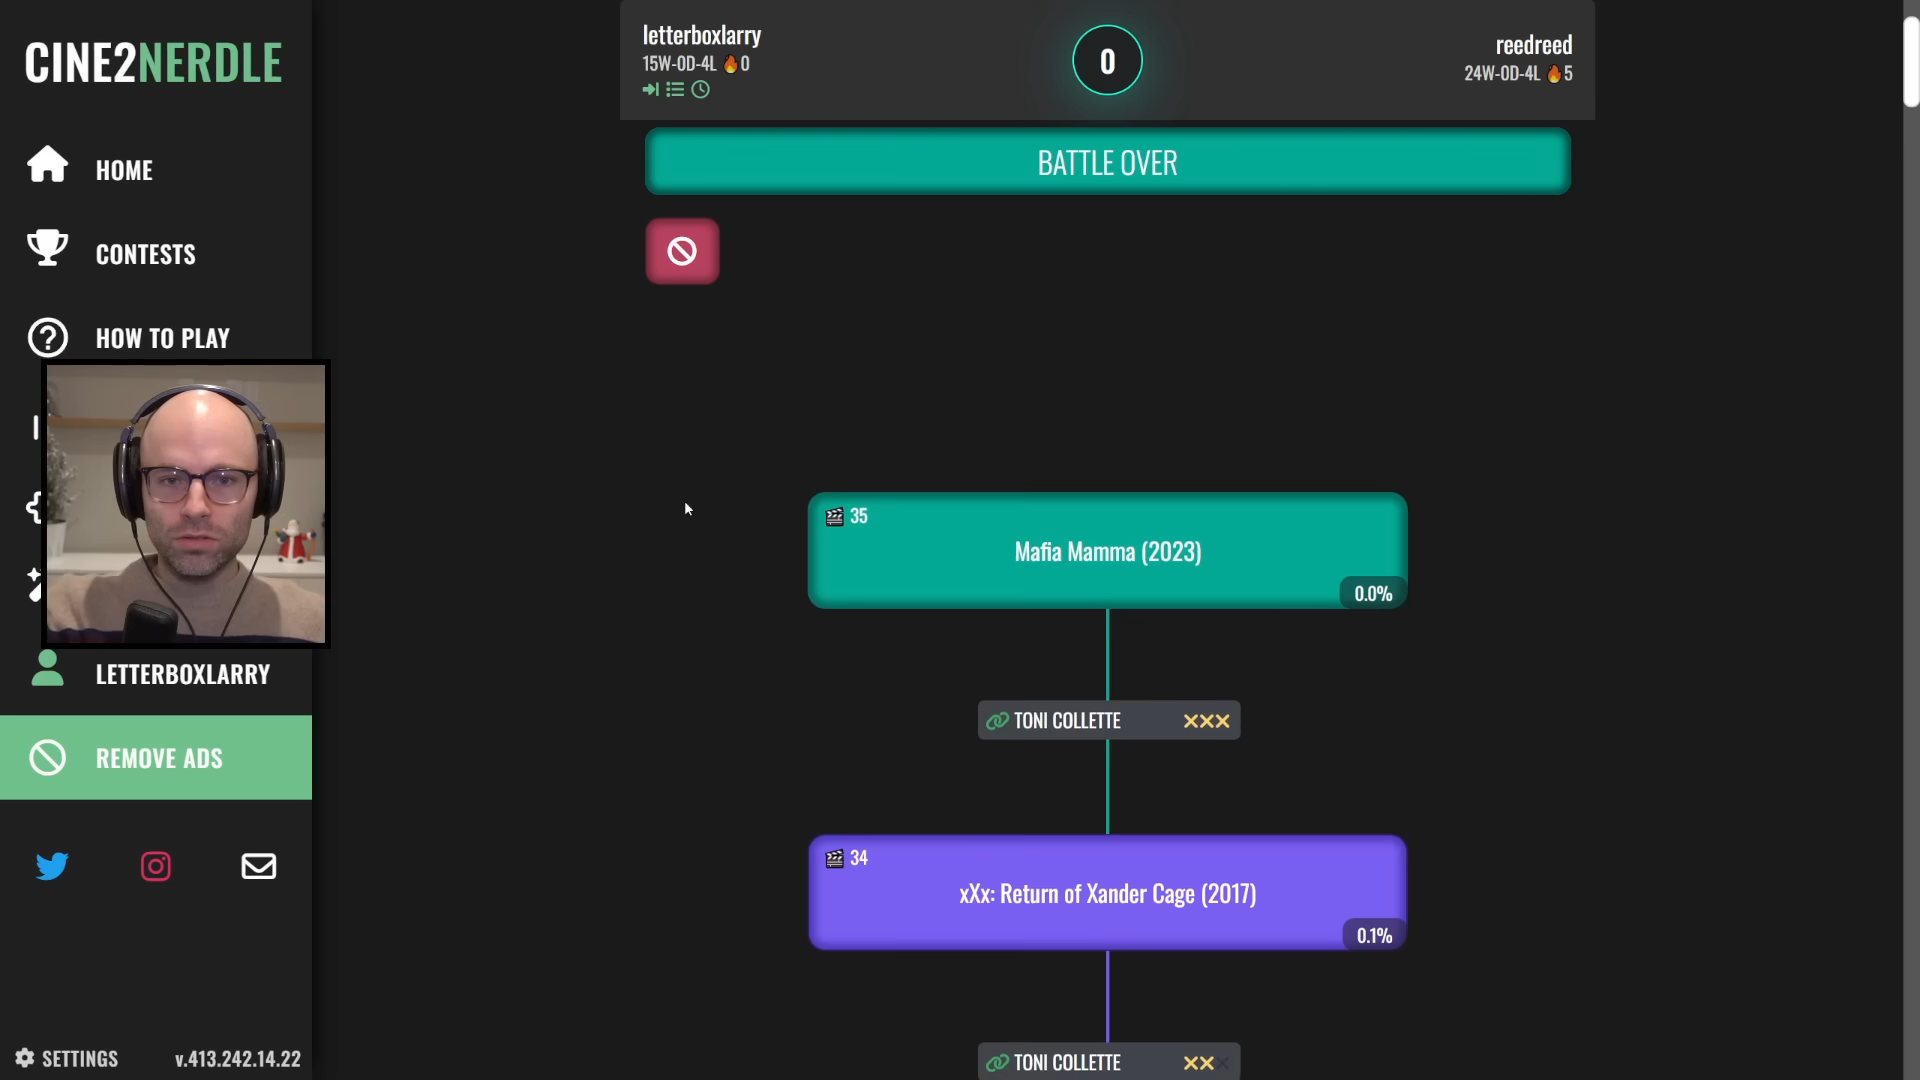 CINE2NERDLE
HOME
CONTESTS
HOW TO PLAY
LETTERBOXLARRY
REMOVE ADS
SETTINGS
v.413.242.14.22
letterboxlarry
15W-0D-4L 🔥0
0
reedreed
24W-0D-4L 🔥5
BATTLE OVER
35
Mafia Mamma (2023)
0.0%
TONI COLLETTE
34
xXx: Return of Xander Cage (2017)
0.1%
TONI COLLETTE